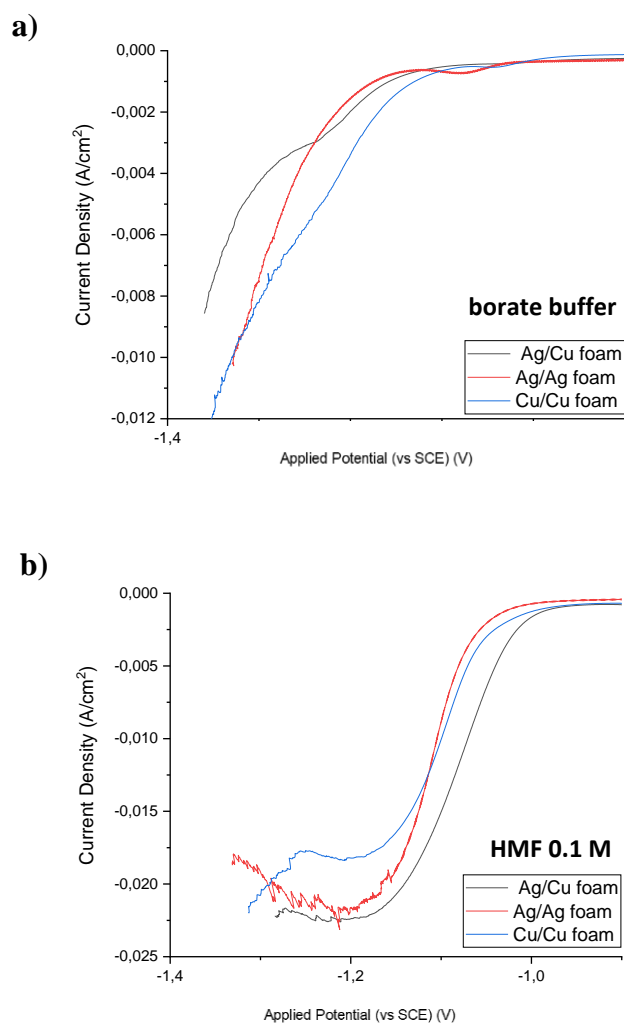 a)
0,000
-0,002
-0,004
-0,006
-0,008
-0,010
-0,012
Current Density (A/cm2)
borate buffer
Ag/Cu foam
Ag/Ag foam
Cu/Cu foam
-1,4
Applied Potential (vs SCE) (V)
b)
0,000
-0,005
-0,010
-0,015
-0,020
-0,025
Current Density (A/cm2)
HMF 0.1 M
Ag/Cu foam
Ag/Ag foam
Cu/Cu foam
-1,4 -1,2 -1,0
Applied Potential (vs SCE) (V)